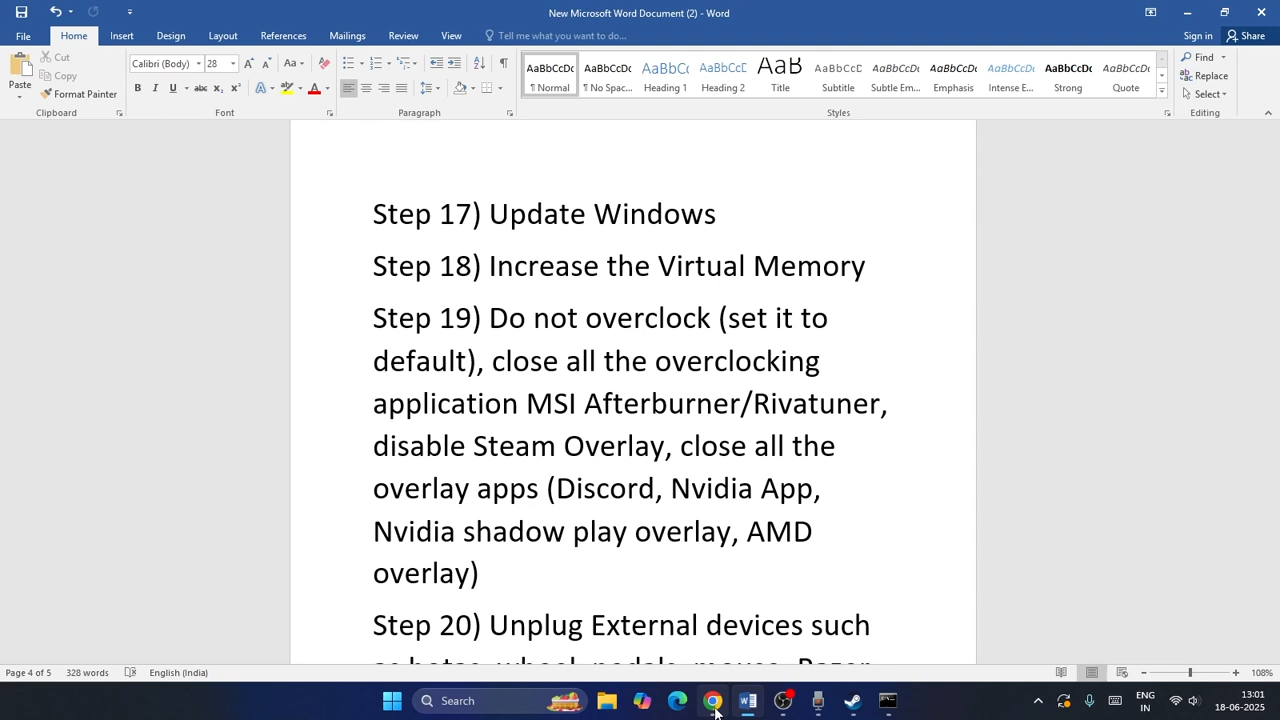 New Microsoft Word Document (2) - Word
File Home Insert Design Layout References Mailings Review View Tell me what you want to do... Sign in Share
Paste
Cut
Copy
Format Painter
Clipboard
Calibri (Body) 28
Font
Paragraph
AaBbCcDc AaBbCcDc AaBbCc AaBbCcD AaB AaBbCcD AaBbCcDc AaBbCcDc AaBbCcDc AaBbCcDc AaBbCcDc
¶ Normal ¶ No Spac... Heading 1 Heading 2 Title Subtitle Subtle Em... Emphasis Intense E... Strong Quote
Styles
Find
Replace
Select
Editing
Step 17) Update Windows
Step 18) Increase the Virtual Memory
Step 19) Do not overclock (set it to
default), close all the overclocking
application MSI Afterburner/Rivatuner,
disable Steam Overlay, close all the
overlay apps (Discord, Nvidia App,
Nvidia shadow play overlay, AMD
overlay)
Step 20) Unplug External devices such
Page 4 of 5 328 words English (India) 108%
Search
ENG
IN
13:01
18-06-2025